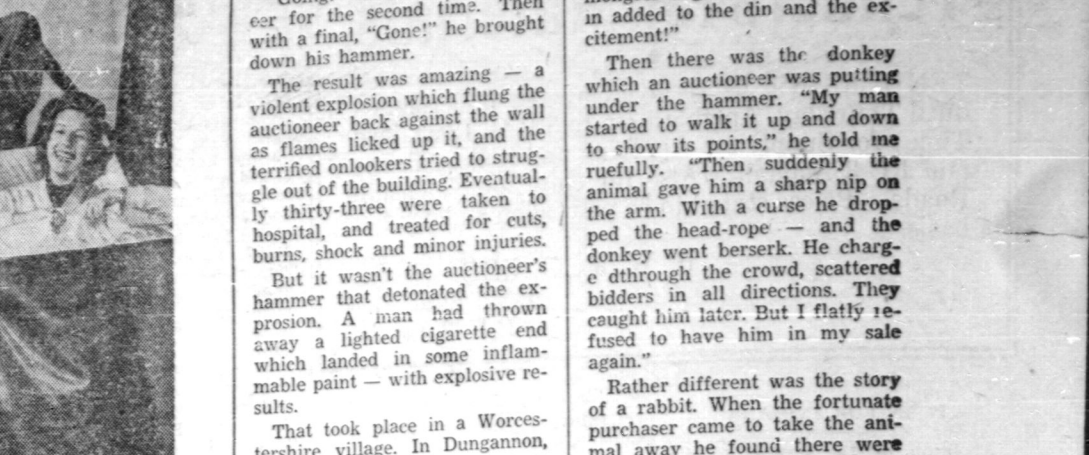 eer for the second time. Then
with a final, "Gone!" he brought
down his hammer.
The result was amazing — a
violent explosion which flung the
auctioneer back against the wall
as flames licked up it, and the
terrified onlookers tried to strug-
gle out of the building. Eventual-
ly thirty-three were taken to
hospital, and treated for cuts,
burns, shock and minor injuries.
But it wasn't the auctioneer's
hammer that detonated the ex-
prosion. A man had thrown
away a lighted cigarette end
which landed in some inflam-
mable paint — with explosive re-
sults.
That took place in a Worces-
tershire village. In Dungannon,
in added to the din and the ex-
citement!"
Then there was the donkey
which an auctioneer was putting
under the hammer. "My man
started to walk it up and down
to show its points," he told me
ruefully. "Then suddenly the
animal gave him a sharp nip on
the arm. With a curse he drop-
ped the head-rope — and the
donkey went berserk. He charg-
e dthrough the crowd, scattered
bidders in all directions. They
caught him later. But I flatly re-
fused to have him in my sale
again."
Rather different was the story
of a rabbit. When the fortunate
purchaser came to take the ani-
mal away he found there were